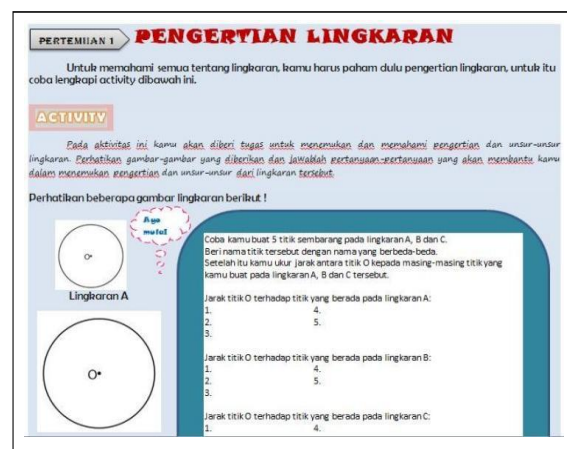 PERTEMUAN 1
PENGERTIAN LINGKARAN
Untuk memahami semua tentang lingkaran, kamu harus paham dulu pengertian lingkaran, untuk itu
coba lengkapi activity dibawah ini.
ACTIVITY
Pada aktivitas ini kamu akan diberi tugas untuk menemukan dan memahami pengertian dan unsur-unsur
lingkaran. Perhatikan gambar-gambar yang diberikan dan jawablah pertanyaan-pertanyaan yang akan membantu kamu
dalam menemukan pengertian dan unsur-unsur dari lingkaran tersebut.
Perhatikan beberapa gambar lingkaran berikut !
Ayo
mulai
O
Lingkaran A
O
Coba kamu buat 5 titik sembarang pada lingkaran A, B dan C.
Beri nama titik tersebut dengan nama yang berbeda-beda.
Setelah itu kamu ukur jarak antara titik O kepada masing-masing titik yang
kamu buat pada lingkaran A, B dan C tersebut.
Jarak titik O terhadap titik yang berada pada lingkaran A:
1. 4.
2. 5.
3.
Jarak titik O terhadap titik yang berada pada lingkaran B:
1. 4.
2. 5.
3.
Jarak titik O terhadap titik yang berada pada lingkaran C:
1. 4.